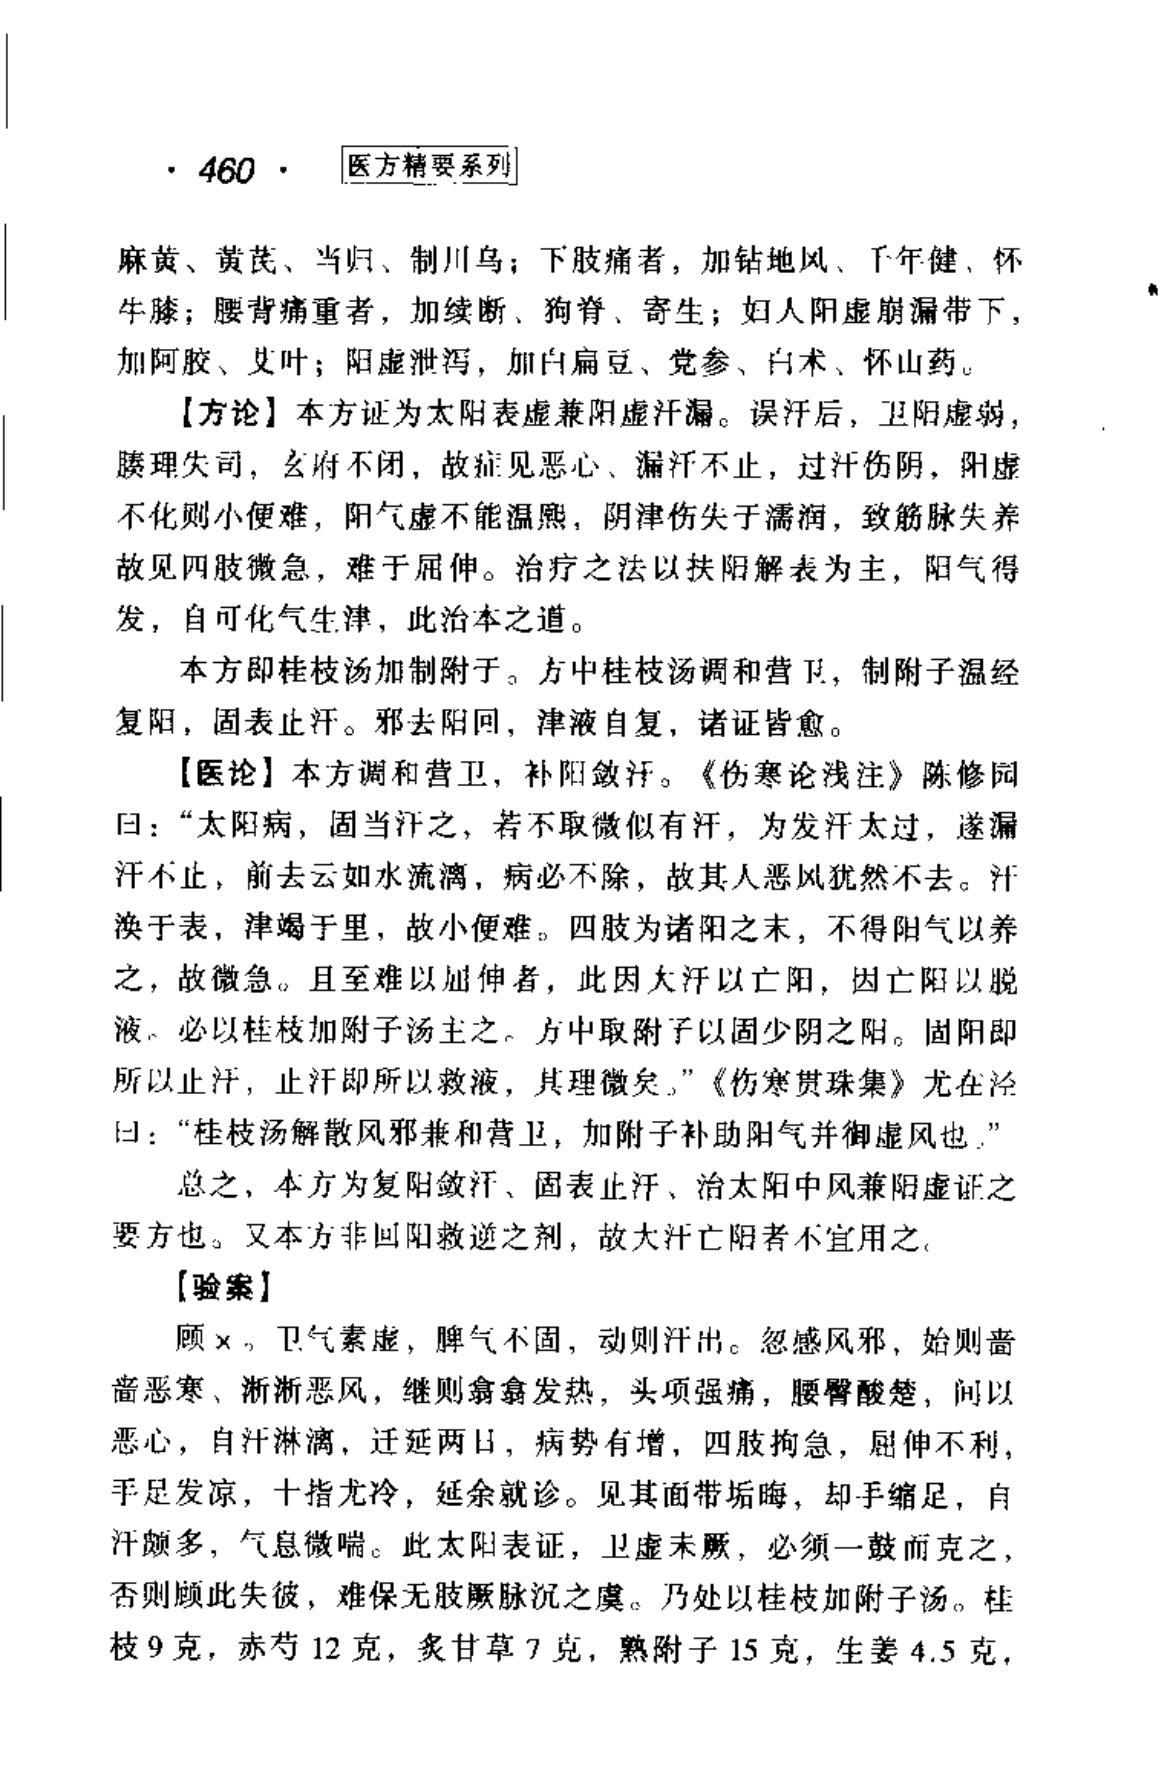 · 460 · 医方精要系列
麻黄、黄芪、当归、制川乌；下肢痛者，加钻地风、千年健、怀
牛膝；腰背痛重者，加续断、狗脊、寄生；妇人阳虚崩漏带下，
加阿胶、艾叶；阳虚泄泻，加白扁豆、党参、白术、怀山药。
【方论】本方证为太阳表虚兼阳虚汗漏。误汗后，卫阳虚弱，
腠理失司，玄府不闭，故症见恶心、漏汗不止，过汗伤阴，阳虚
不化则小便难，阳气虚不能温熙，阴津伤失于濡润，致筋脉失养
故见四肢微急，难于屈伸。治疗之法以扶阳解表为主，阳气得
发，自可化气生津，此治本之道。
本方即桂枝汤加制附子。方中桂枝汤调和营卫，制附子温经
复阳，固表止汗。邪去阳回，津液自复，诸证皆愈。
【医论】本方调和营卫，补阳敛汗。《伤寒论浅注》陈修园
曰：“太阳病，固当汗之，若不取微似有汗，为发汗太过，遂漏
汗不止，前去云如水流漓，病必不除，故其人恶风犹然不去。汗
涣于表，津竭于里，故小便难。四肢为诸阳之末，不得阳气以养
之，故微急。且至难以屈伸者，此因大汗以亡阳，因亡阳以脱
液。必以桂枝加附子汤主之。方中取附子以固少阴之阳。固阳即
所以止汗，止汗即所以救液，其理微矣。”《伤寒贯珠集》尤在泾
曰：“桂枝汤解散风邪兼和营卫，加附子补助阳气并御虚风也。”
总之，本方为复阳敛汗、固表止汗、治太阳中风兼阳虚证之
要方也。又本方非回阳救逆之剂，故大汗亡阳者不宜用之。
【验案】
顾×。卫气素虚，脾气不固，动则汗出。忽感风邪，始则啬
啬恶寒、淅淅恶风，继则翕翕发热，头项强痛，腰臀酸楚，间以
恶心，自汗淋漓，迁延两日，病势有增，四肢拘急，屈伸不利，
手足发凉，十指尤冷，延余就诊。见其面带垢晦，却手缩足，自
汗颇多，气息微喘。此太阳表证，卫虚未厥，必须一鼓而克之，
否则顾此失彼，难保无肢厥脉沉之虞。乃处以桂枝加附子汤。桂
枝 9 克，赤芍 12 克，炙甘草 7 克，熟附子 15 克，生姜 4.5 克，